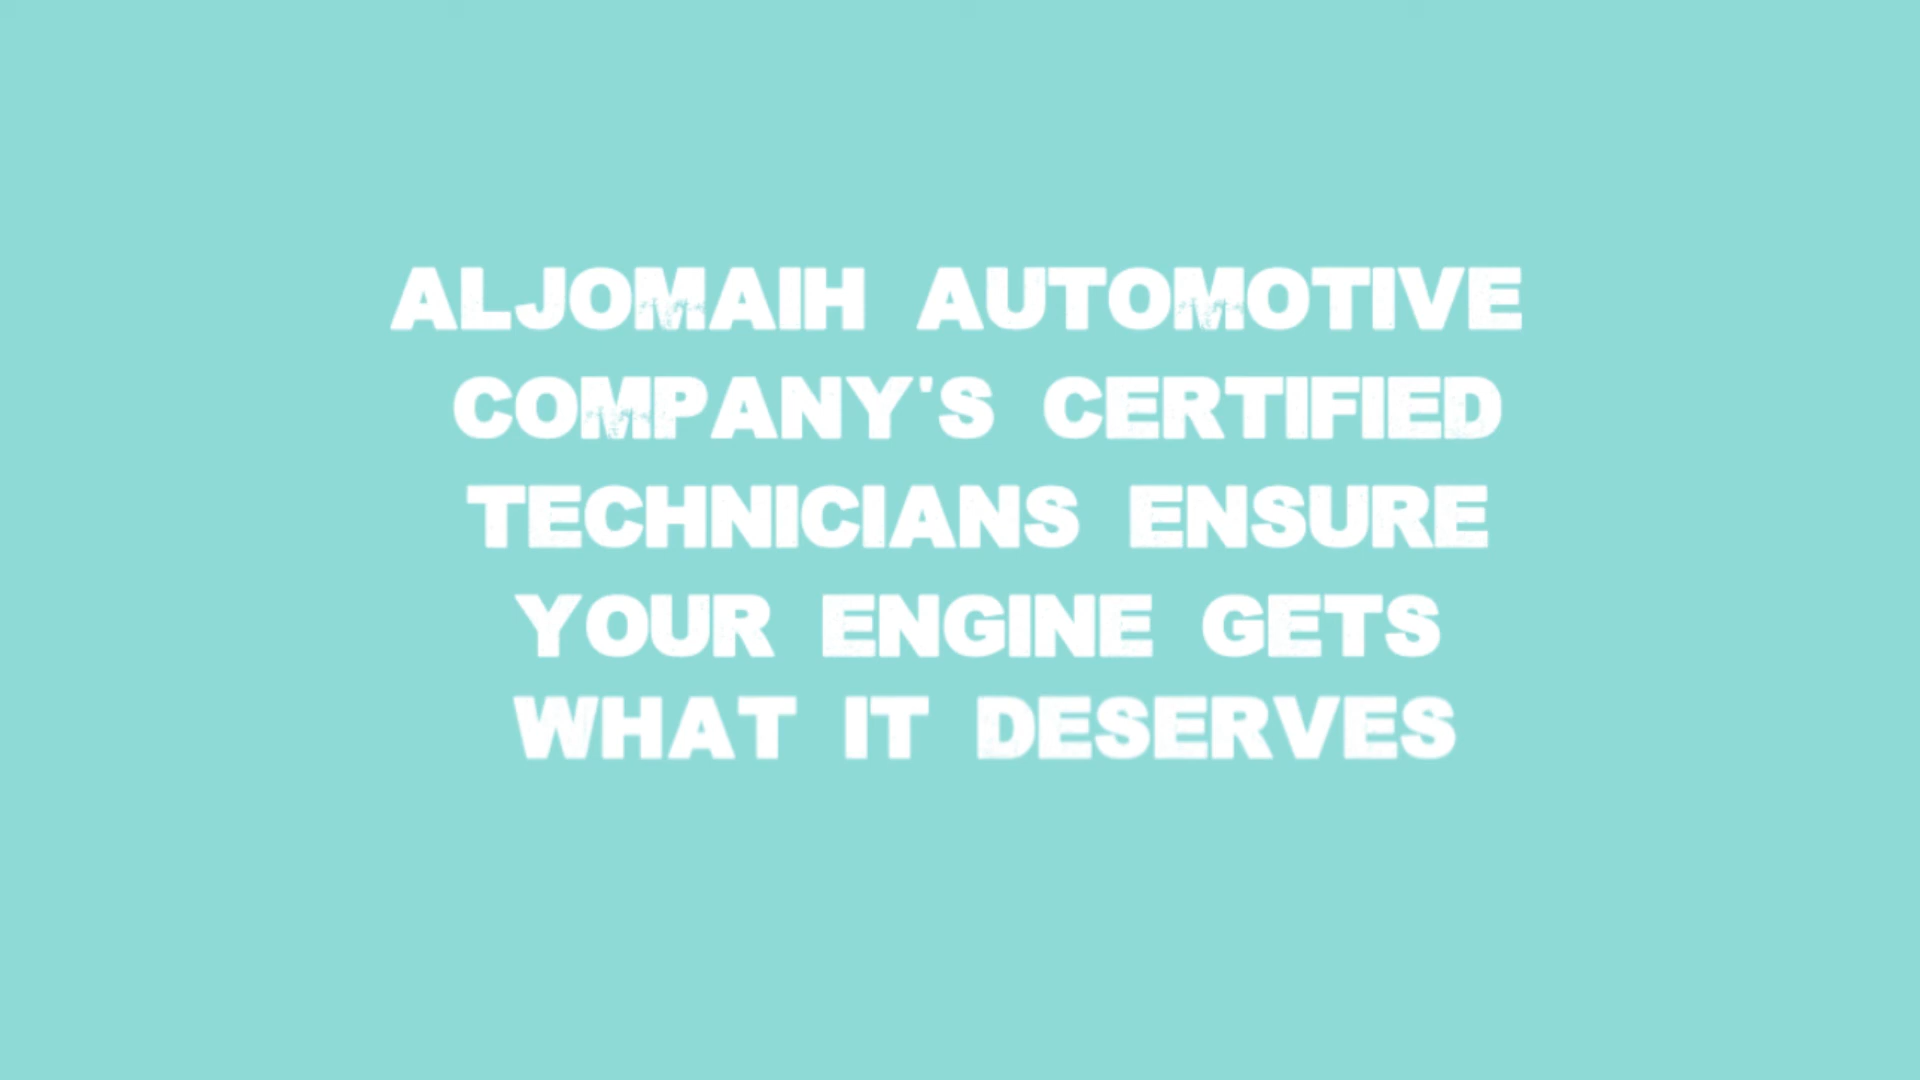 ALJOMAIH AUTOMOTIVE
COMPANY'S CERTIFIED
TECHNICIANS ENSURE
YOUR ENGINE GETS
WHAT IT DESERVES